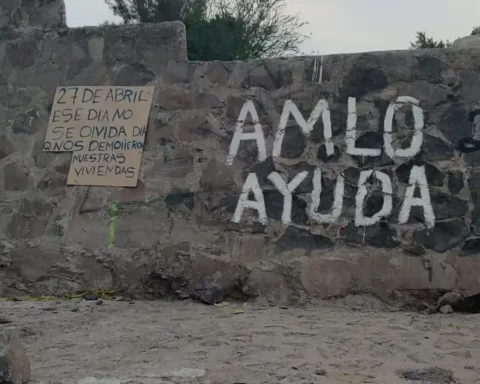 27 DE ABRIL
ESE DIA NO
SE OLVIDA DIA
Q NOS DEMOLIERON
NUESTRAS
VIVIENDAS
AMLO
AYUDA